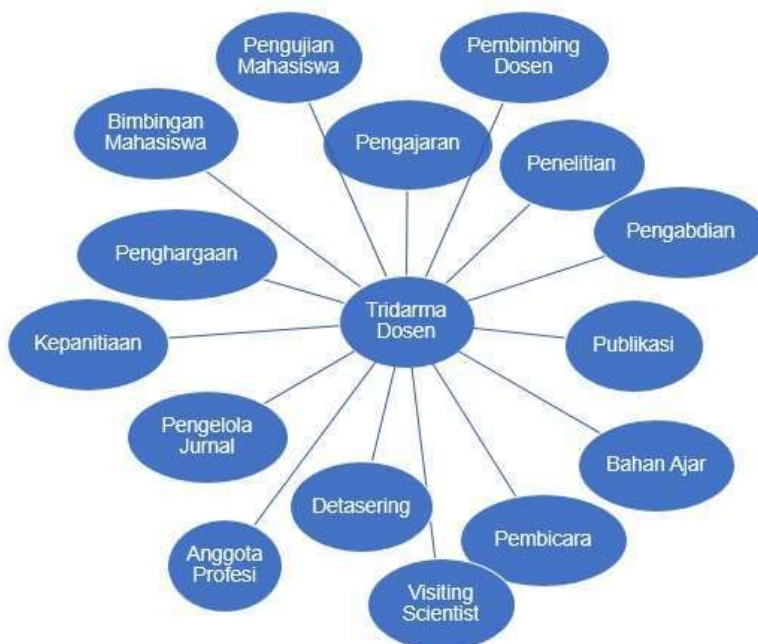 Pengujian
Mahasiswa
Pembimbing
Dosen
Bimbingan
Mahasiswa
Pengajaran
Penelitian
Pengabdian
Penghargaan
Tridarma
Dosen
Kepanitiaan
Publikasi
Pengelola
Jurnal
Bahan Ajar
Detasering
Pembicara
Anggota
Profesi
Visiting
Scientist